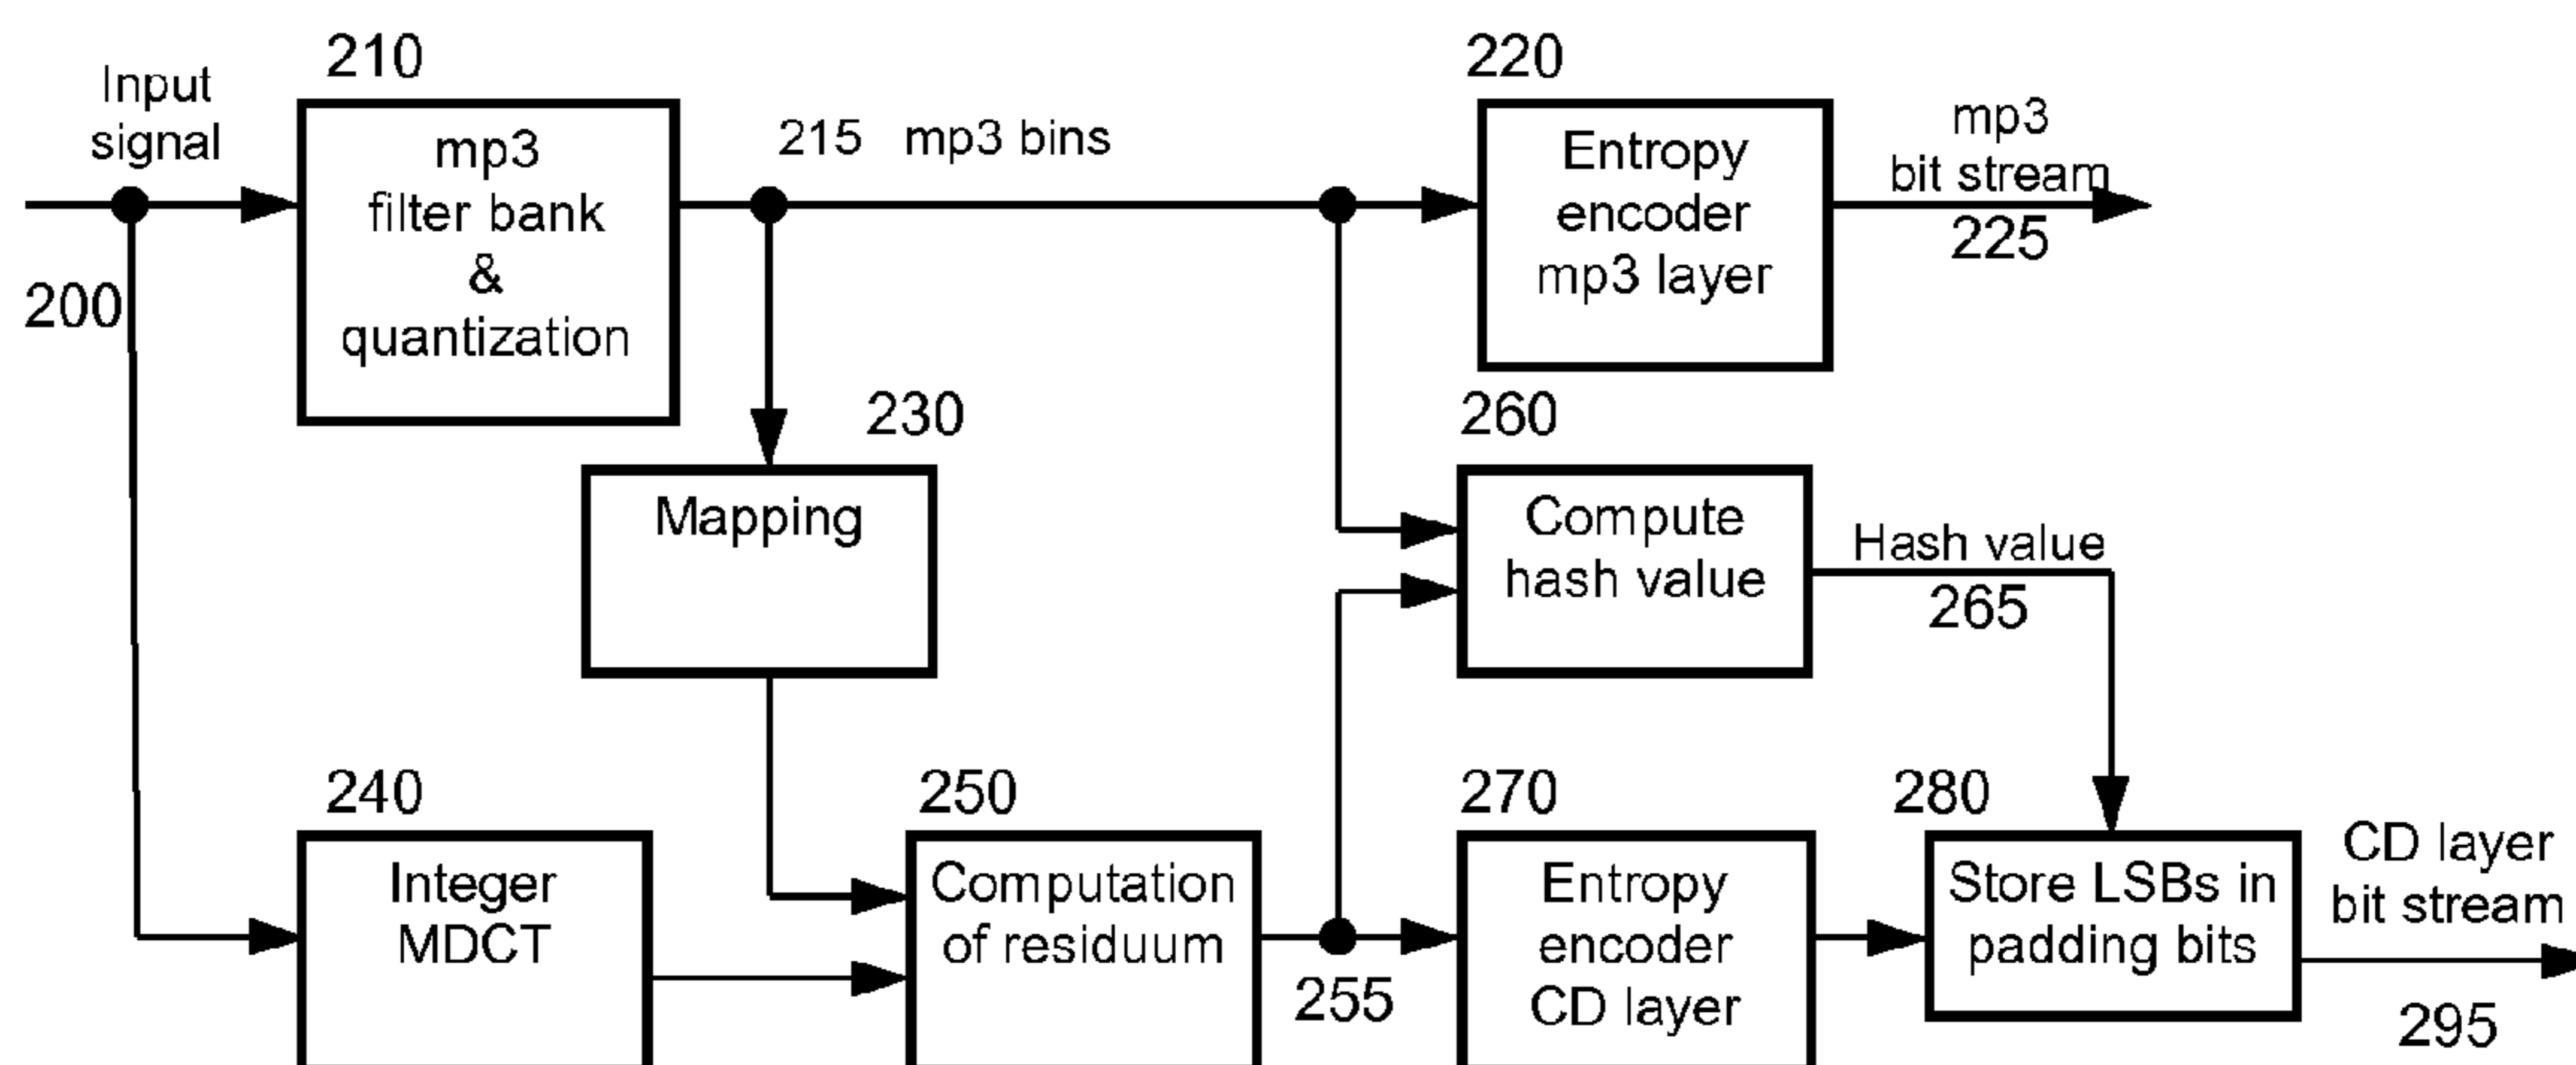 Input
signal
200
210
mp3
filter bank
&
quantization
215 mp3 bins
220
Entropy
encoder
mp3 layer
mp3
bit stream
225
230
Mapping
260
Compute
hash value
Hash value
265
240
Integer
MDCT
250
Computation
of residuum
255
270
Entropy
encoder
CD layer
280
Store LSBs in
padding bits
CD layer
bit stream
295